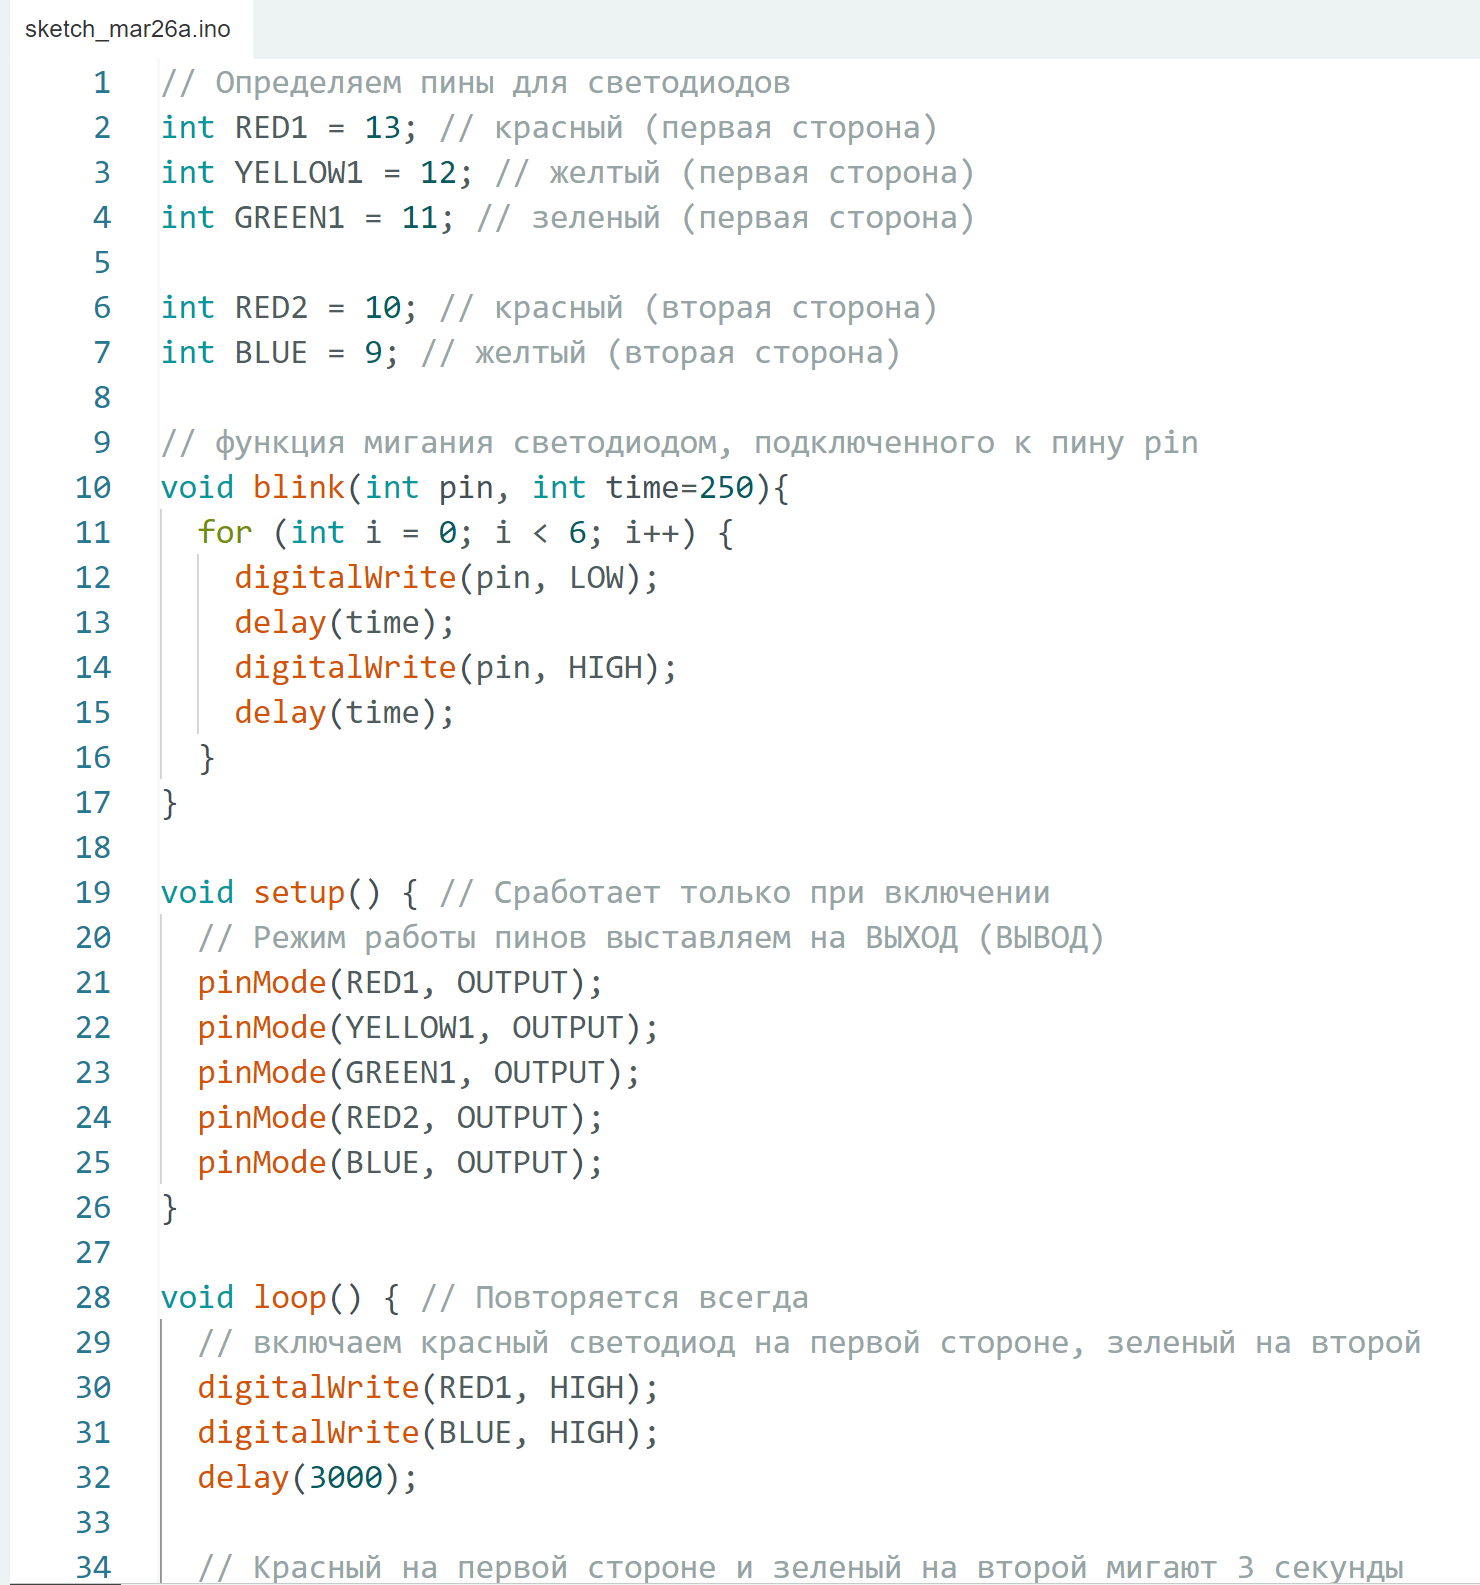 sketch_mar26a.ino
1 // Определяем пины для светодиодов
2 int RED1 = 13; // красный (первая сторона)
3 int YELLOW1 = 12; // желтый (первая сторона)
4 int GREEN1 = 11; // зеленый (первая сторона)
5
6 int RED2 = 10; // красный (вторая сторона)
7 int BLUE = 9; // желтый (вторая сторона)
8
9 // функция мигания светодиодом, подключенного к пину pin
10 void blink(int pin, int time=250){
11   for (int i = 0; i < 6; i++) {
12     digitalWrite(pin, LOW);
13     delay(time);
14     digitalWrite(pin, HIGH);
15     delay(time);
16   }
17 }
18
19 void setup() { // Сработает только при включении
20   // Режим работы пинов выставляем на ВЫХОД (ВЫВОД)
21   pinMode(RED1, OUTPUT);
22   pinMode(YELLOW1, OUTPUT);
23   pinMode(GREEN1, OUTPUT);
24   pinMode(RED2, OUTPUT);
25   pinMode(BLUE, OUTPUT);
26 }
27
28 void loop() { // Повторяется всегда
29   // включаем красный светодиод на первой стороне, зеленый на второй
30   digitalWrite(RED1, HIGH);
31   digitalWrite(BLUE, HIGH);
32   delay(3000);
33
34   // Красный на первой стороне и зеленый на второй мигают 3 секунды